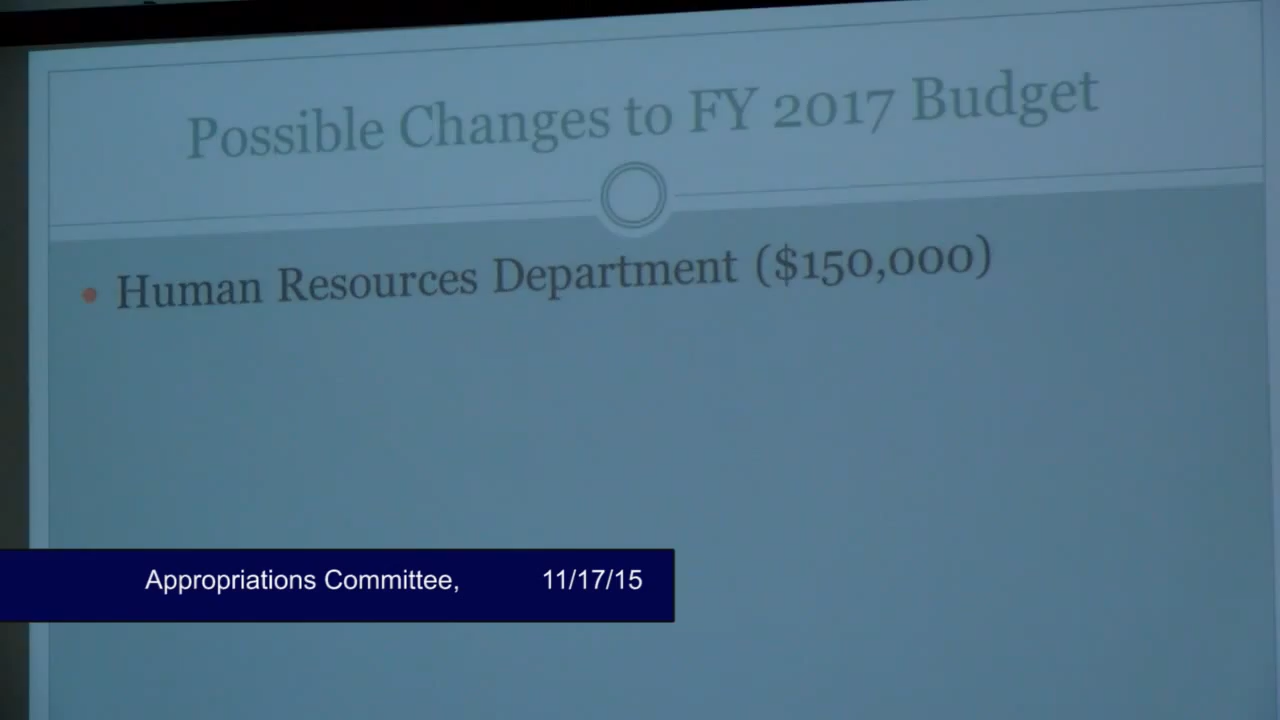 Possible Changes to FY 2017 Budget
• Human Resources Department ($150,000)
Appropriations Committee, 11/17/15